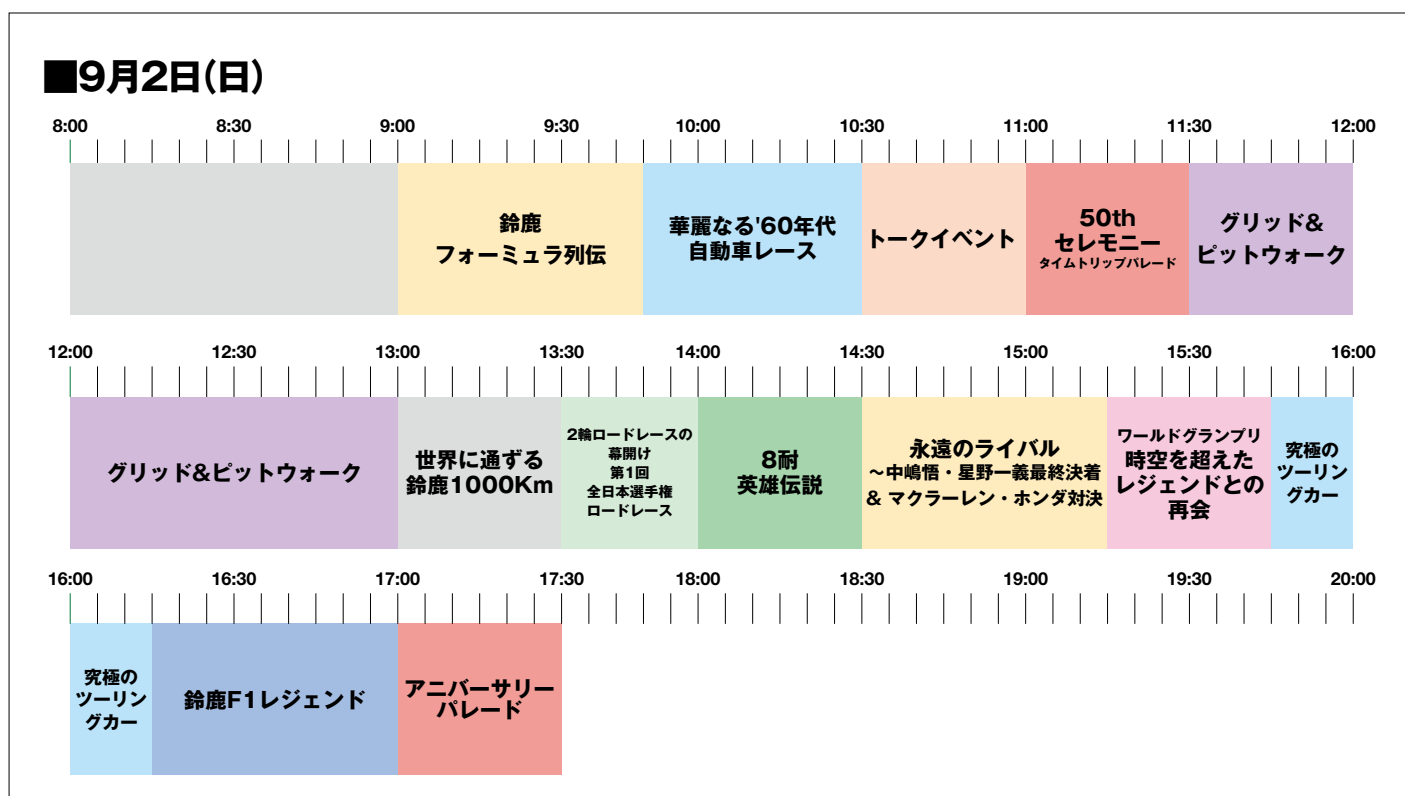 ■9月2日(日)
8:00 8:30 9:00 9:30 10:00 10:30 11:00 11:30 12:00
鈴鹿
フォーミュラ列伝
華麗なる'60年代
自動車レース
トークイベント
50th
セレモニー
タイムトリップパレード
グリッド&
ピットウォーク
12:00 12:30 13:00 13:30 14:00 14:30 15:00 15:30 16:00
グリッド&ピットウォーク
世界に通ずる
鈴鹿1000Km
2輪ロードレースの
幕開け
第1回
全日本選手権
ロードレース
8耐
英雄伝説
永遠のライバル
～中嶋悟・星野一義最終決着
& マクラーレン・ホンダ対決
ワールドグランプリ
時空を超えた
レジェンドとの
再会
究極の
ツーリン
グカー
16:00 16:30 17:00 17:30 18:00 18:30 19:00 19:30 20:00
究極の
ツーリン
グカー
鈴鹿F1レジェンド
アニバーサリー
パレード